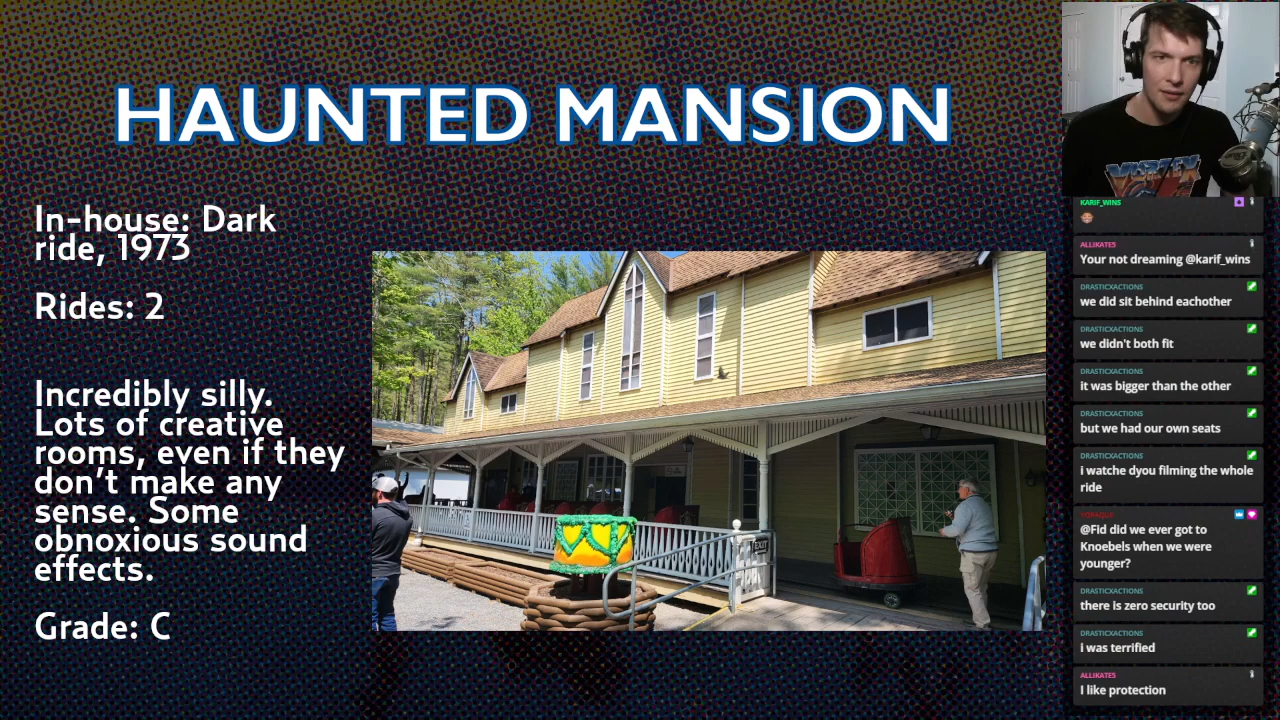 HAUNTED MANSION
In-house: Dark
ride, 1973
Rides: 2
Incredibly silly.
Lots of creative
rooms, even if they
don't make any
sense. Some
obnoxious sound
effects.
Grade: C
EXIT
KARIF_WINS
ALLIKATES
Your not dreaming @karif_wins
DRASTICXACTIONS
we did sit behind eachother
DRASTICXACTIONS
we didn't both fit
DRASTICXACTIONS
it was bigger than the other
DRASTICXACTIONS
but we had our own seats
DRASTICXACTIONS
i watche dyou filming the whole
ride
@Fid did we ever got to
Knoebels when we were
younger?
DRASTICXACTIONS
there is zero security too
DRASTICXACTIONS
i was terrified
ALLIKATES
I like protection